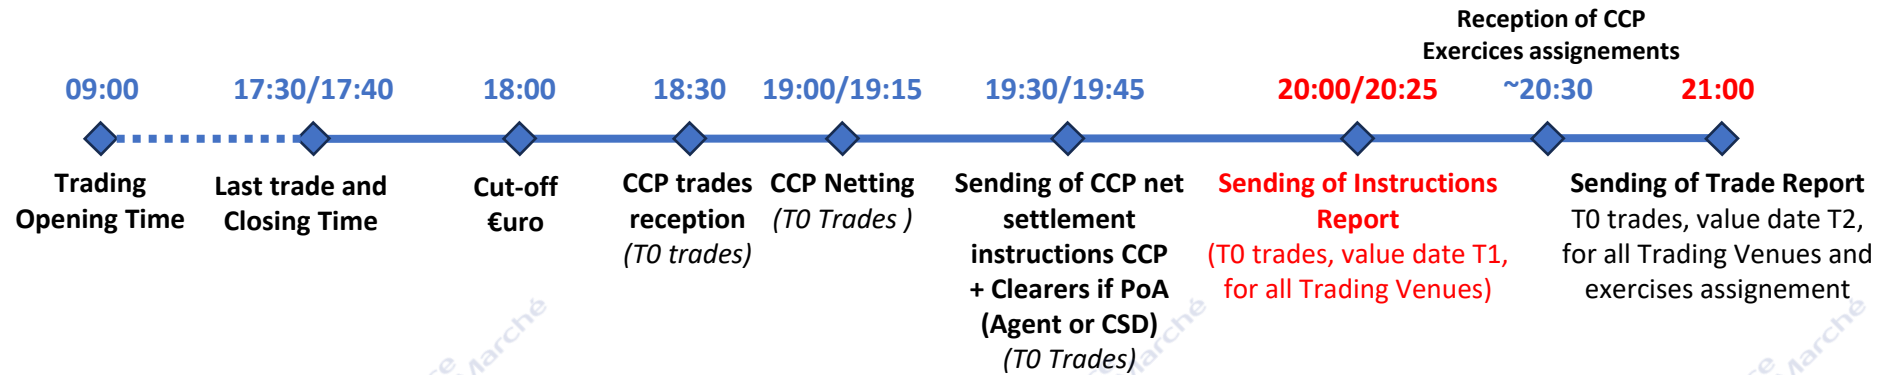 Reception of CCP
Exercices assignements
09:00
17:30/17:40
18:00
18:30
19:00/19:15
19:30/19:45
20:00/20:25
~20:30
21:00
Trading
Opening Time
Last trade and
Closing Time
Cut-off
€uro
CCP trades
reception
(T0 trades)
CCP Netting
(T0 Trades )
Sending of CCP net
settlement
instructions CCP
+ Clearers if PoA
(Agent or CSD)
(T0 Trades)
Sending of Instructions
Report
(T0 trades, value date T1,
for all Trading Venues)
Sending of Trade Report
T0 trades, value date T2,
for all Trading Venues and
exercises assignement
Marché